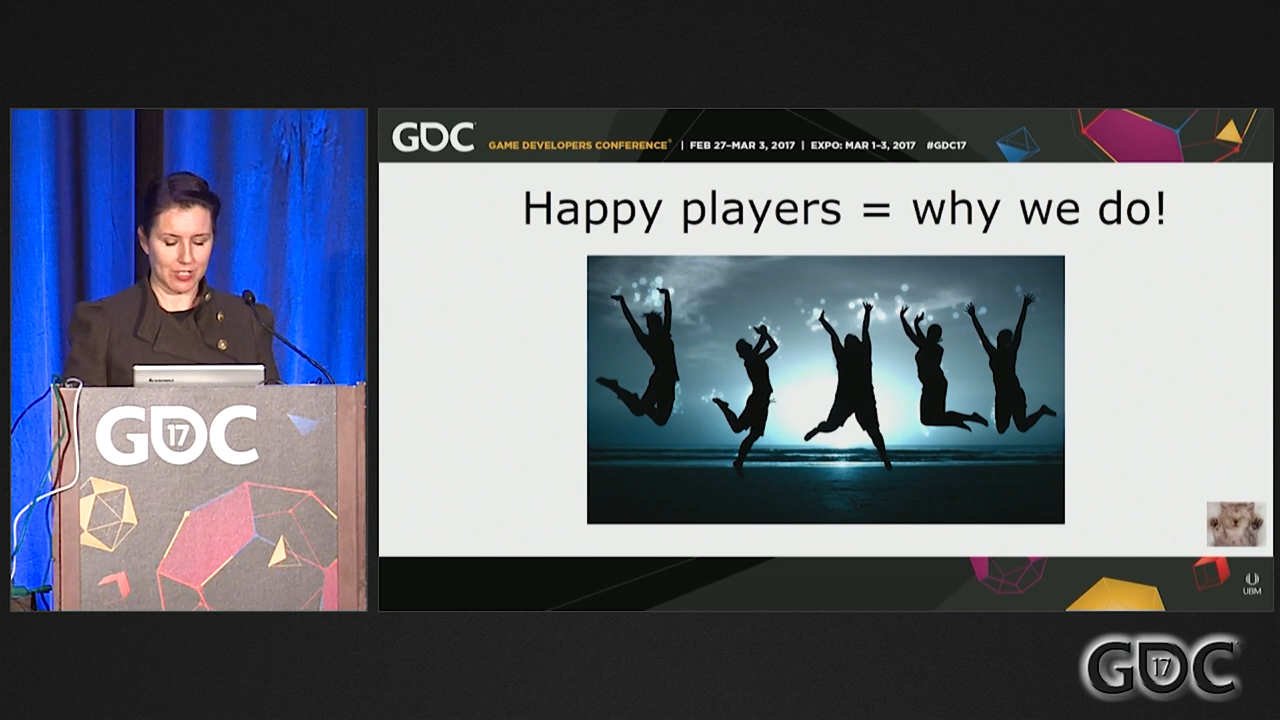 GDC
GAME DEVELOPERS CONFERENCE® | FEB 27–MAR 3, 2017 | EXPO: MAR 1–3, 2017 #GDC17
Happy players = why we do!
GDC
17
UBM
GDC
17